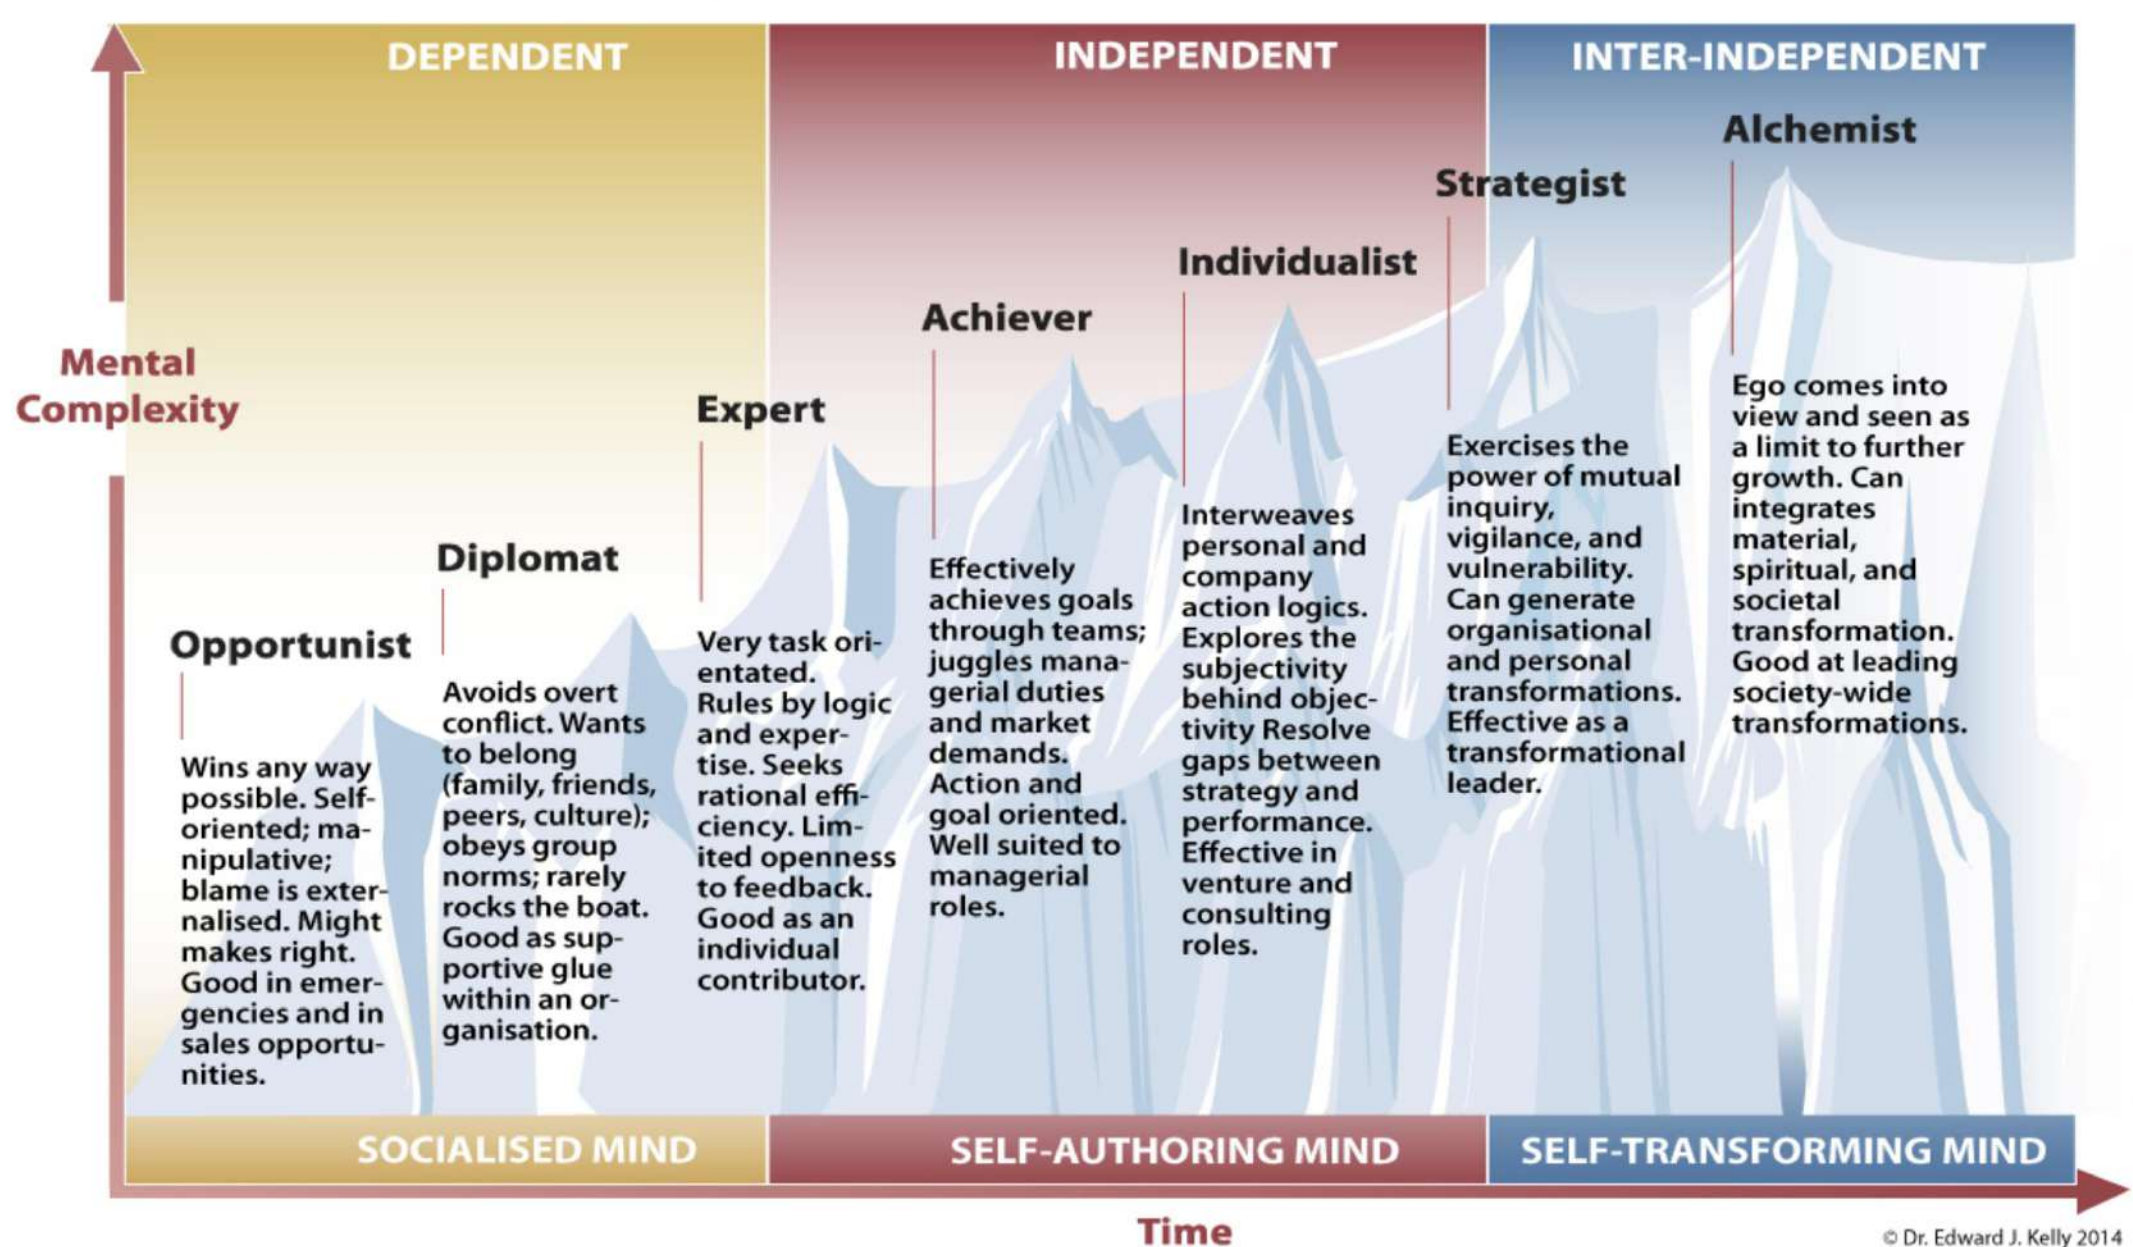 DEPENDENT
INDEPENDENT
INTER-INDEPENDENT
Mental
Complexity
Opportunist
Wins any way
possible. Self-
oriented; ma-
nipulative;
blame is exter-
nalised. Might
makes right.
Good in emer-
gencies and in
sales opportu-
nities.
Diplomat
Avoids overt
conflict. Wants
to belong
(family, friends,
peers, culture);
obeys group
norms; rarely
rocks the boat.
Good as sup-
portive glue
within an or-
ganisation.
Expert
Very task ori-
entated.
Rules by logic
and exper-
tise. Seeks
rational effi-
ciency. Lim-
ited openness
to feedback.
Good as an
individual
contributor.
Achiever
Effectively
achieves goals
through teams;
juggles mana-
gerial duties
and market
demands.
Action and
goal oriented.
Well suited to
managerial
roles.
Individualist
Interweaves
personal and
company
action logics.
Explores the
subjectivity
behind objec-
tivity Resolve
gaps between
strategy and
performance.
Effective in
venture and
consulting
roles.
Strategist
Exercises the
power of mutual
inquiry,
vigilance, and
vulnerability.
Can generate
organisational
and personal
transformations.
Effective as a
transformational
leader.
Alchemist
Ego comes into
view and seen as
a limit to further
growth. Can
integrates
material,
spiritual, and
societal
transformation.
Good at leading
society-wide
transformations.
SOCIALISED MIND
SELF-AUTHORING MIND
SELF-TRANSFORMING MIND
Time
© Dr. Edward J. Kelly 2014